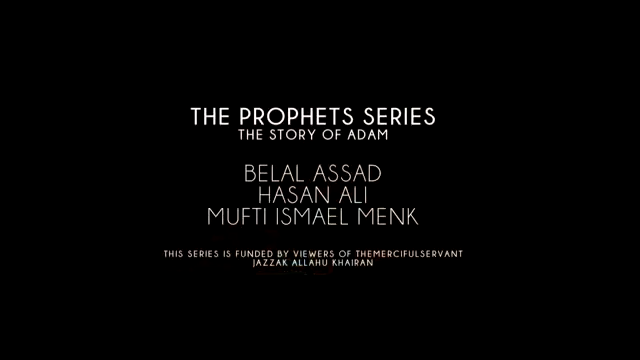 THE PROPHETS SERIES
THE STORY OF ADAM
BELAL ASSAD
HASAN ALI
MUFTI ISMAEL MENK
THIS SERIES IS FUNDED BY VIEWERS OF THEMERCIFULSERVANT
JAZZAK ALLAHU KHAIRAN